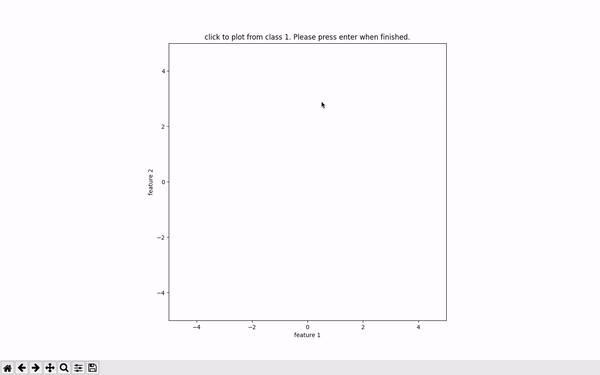 click to plot from class 1. Please press enter when finished.
4
2
0
−2
−4
feature 2
−4 −2 0 2 4
feature 1